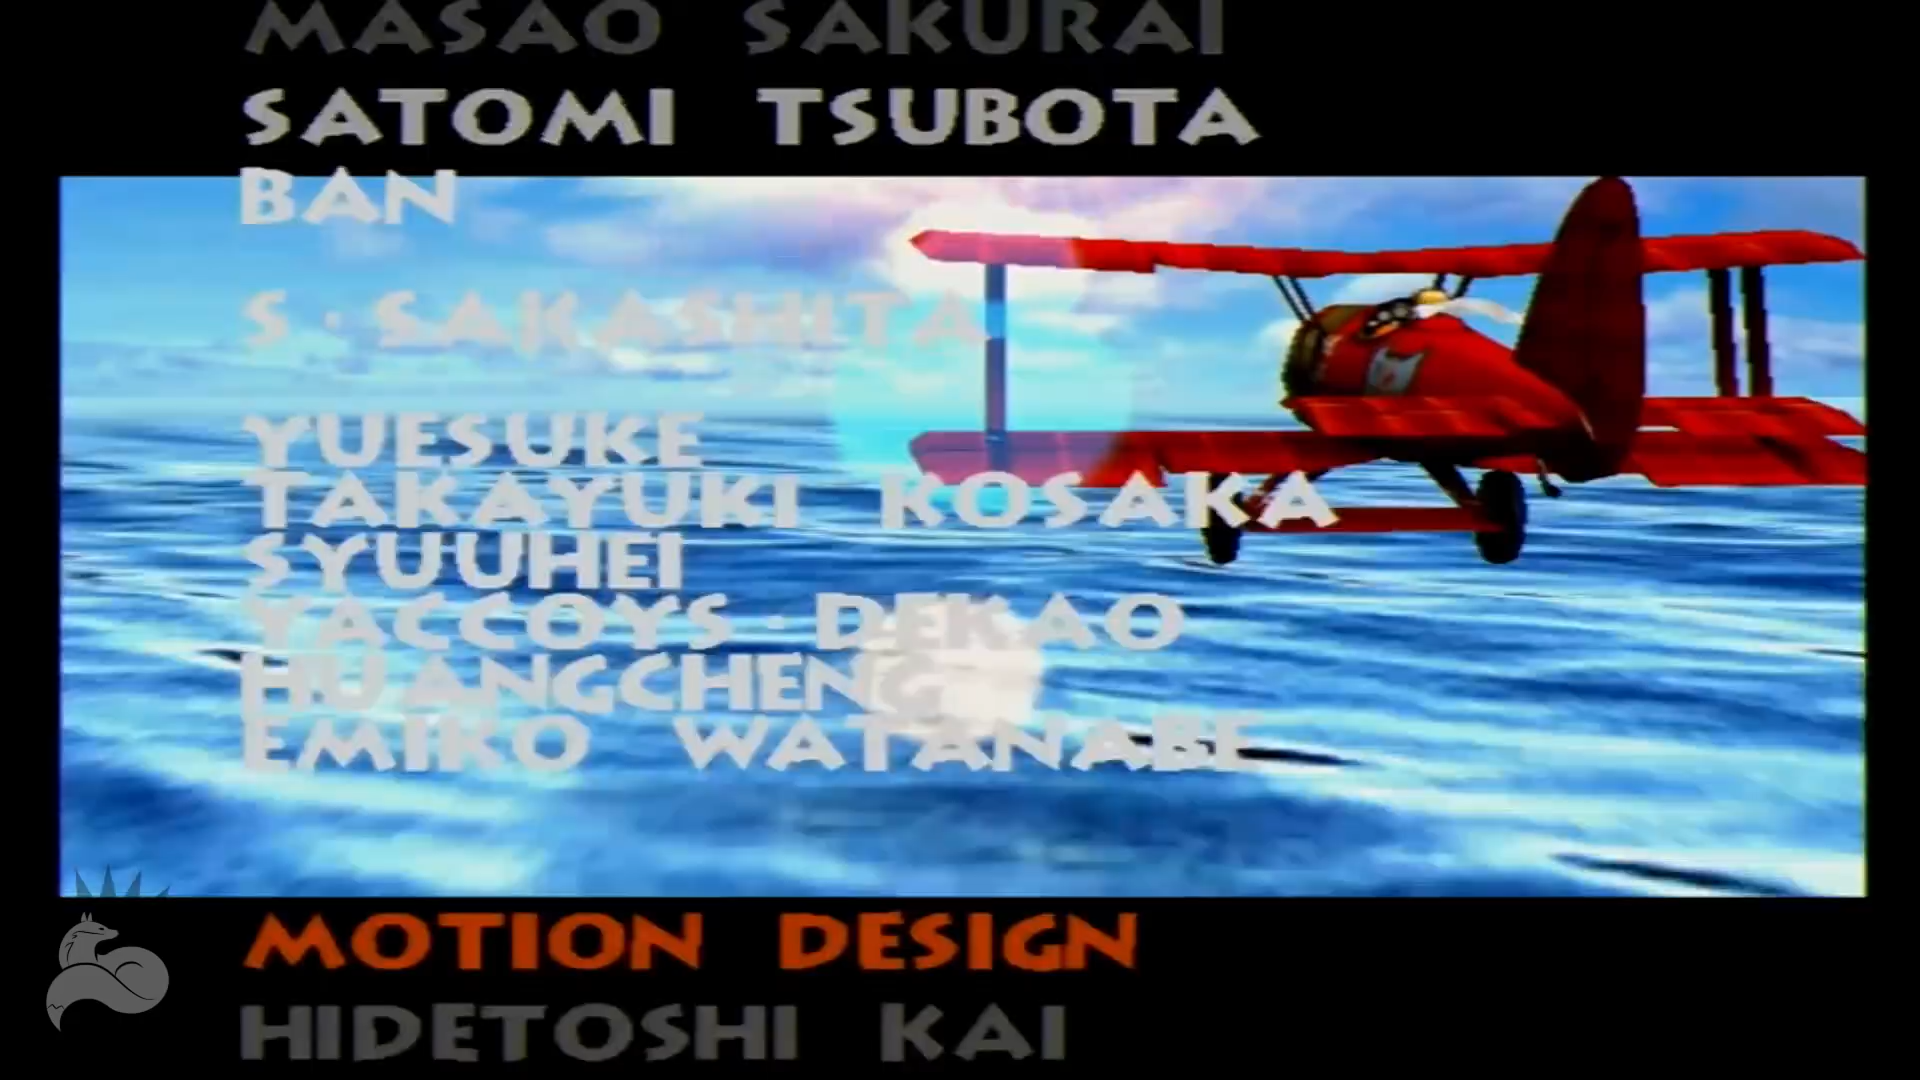 MASAO SAKURAI
SATOMI TSUBOTA
BAN
S·SAKASHITA
YUESUKE
TAKAYUKI KOSAKA
SYUUHEI
YACCOYS·DEKAO
HUANGCHENG
EMIKO WATANABE
MOTION DESIGN
HIDETOSHI KAI